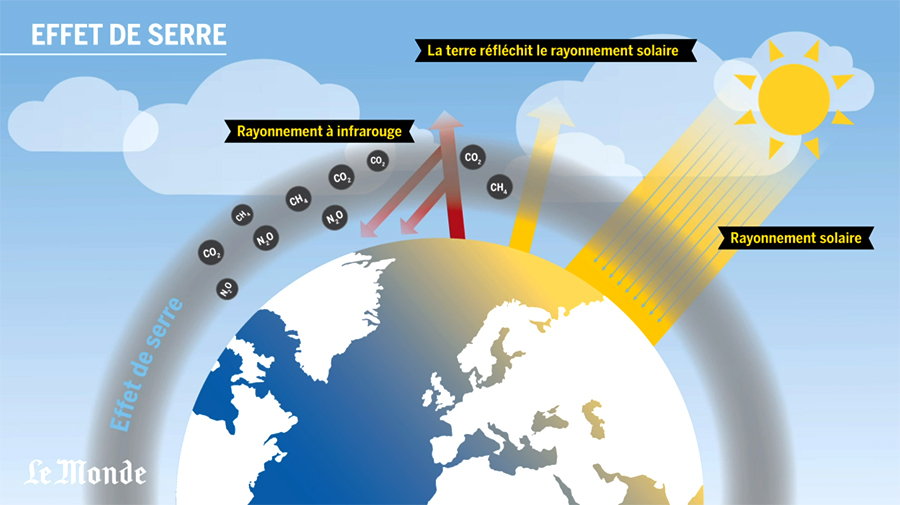 EFFET DE SERRE
La terre réfléchit le rayonnement solaire
Rayonnement à infrarouge
CO₂
CO₂
CO₂
CH₄
CH₄
CH₄
N₂O
N₂O
CO₂
N₂O
Rayonnement solaire
Effet de serre
Le Monde